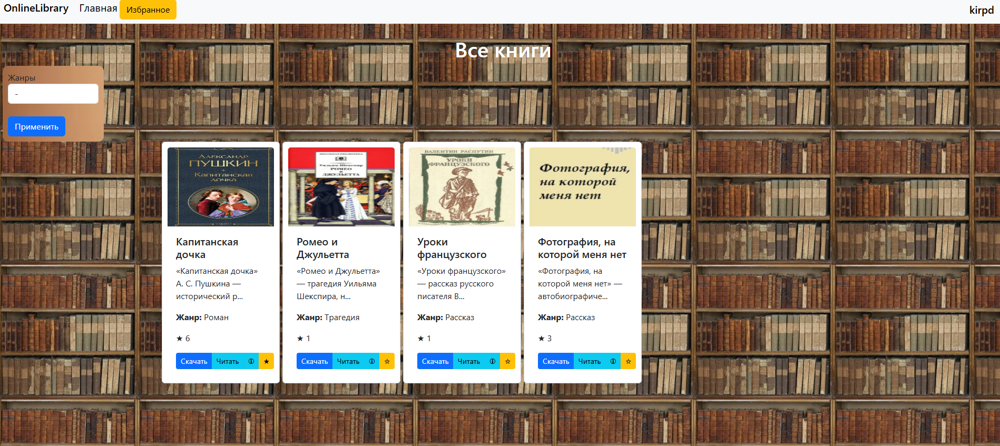 OnlineLibrary Главная Избранное kirpd
Все книги
Жанры
-
Применить
АЛЕКСАНДР
ПУШКИН
Капитанская
дочка
Капитанская
дочка
«Капитанская дочка»
А. С. Пушкина —
исторический р...
Жанр: Роман
★ 6
Скачать Читать 🛈 ★
ШКОЛЬНАЯ БИБЛИОТЕКА
Уильям Шекспир
РОМЕО
и
ДЖУЛЬЕТТА
Ромео и
Джульетта
«Ромео и Джульетта»
— трагедия Уильяма
Шекспира, н...
Жанр: Трагедия
★ 1
Скачать Читать 🛈 ☆
ВАЛЕНТИН РАСПУТИН
УРОКИ
ФРАНЦУЗСКОГО
Уроки
французского
«Уроки французского»
— рассказ русского
писателя В...
Жанр: Рассказ
★ 1
Скачать Читать 🛈 ☆
Фотография,
на которой
меня нет
Фотография, на
которой меня нет
«Фотография, на
которой меня нет» —
автобиографиче...
Жанр: Рассказ
★ 3
Скачать Читать 🛈 ☆